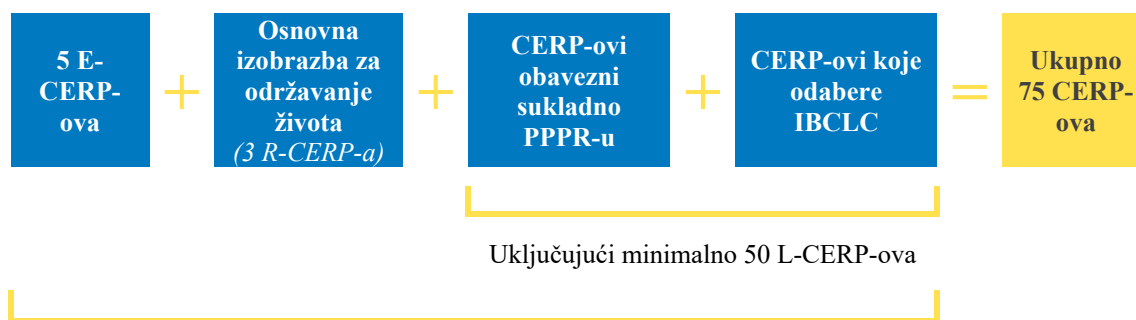 5 E-
CERP-
ova
Osnovna
izobrazba za
održavanje
života
(3 R-CERP-a)
CERP-ovi
obavezni
sukladno
PPPR-u
CERP-ovi koje
odabere
IBCLC
Ukupno
75 CERP-
ova
Uključujući minimalno 50 L-CERP-ova